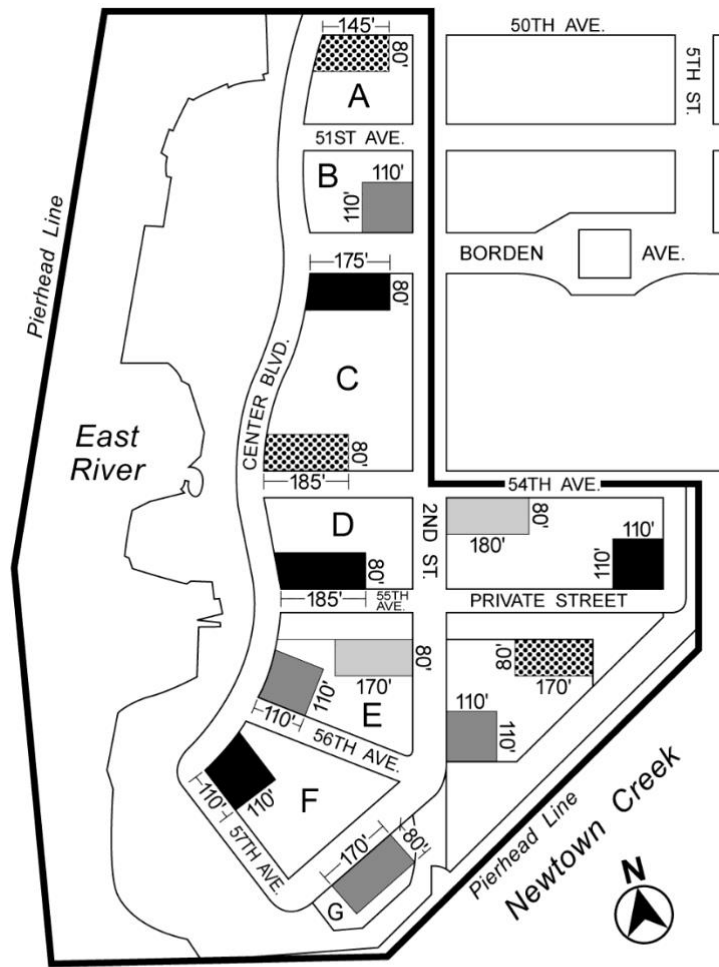 145'
50TH AVE.
80'
5TH ST.
A
51ST AVE.
B
110'
110'
Pierhead Line
BORDEN AVE.
175'
80'
C
CENTER BLVD.
East
River
80'
185'
54TH AVE.
D
2ND ST.
80'
180'
110'
110'
80'
185'
55TH
AVE.
PRIVATE STREET
80'
170'
80'
170'
110'
110'
E
110'
110'
56TH AVE.
110'
110'
F
57TH AVE.
170'
80'
G
Pierhead Line
Newtown Creek
N